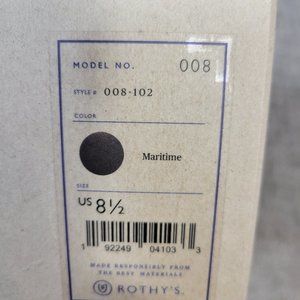 MODEL NO. 008
STYLE # 008-102
COLOR
Maritime
SIZE
US 8½
1 92249 04103 3
MADE RESPONSIBLY FROM
THE BEST MATERIALS
ROTHY'S